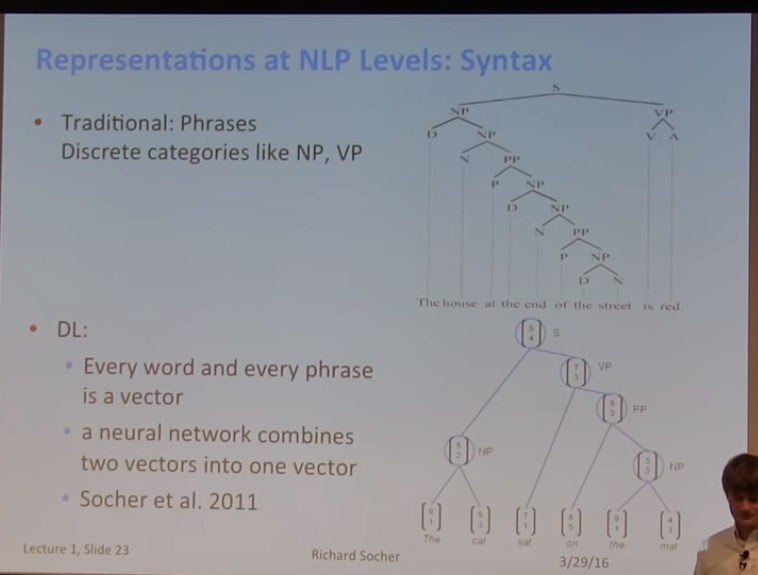 Representations at NLP Levels: Syntax
• Traditional: Phrases
Discrete categories like NP, VP
S
NP VP
D NP V A
N PP
P NP
D NP
N PP
P NP
D N
The house at the end of the street is red.
• DL:
• Every word and every phrase
is a vector
• a neural network combines
two vectors into one vector
• Socher et al. 2011
S
VP
PP
NP
NP
The cat sat on the mat
Lecture 1, Slide 23
Richard Socher
3/29/16